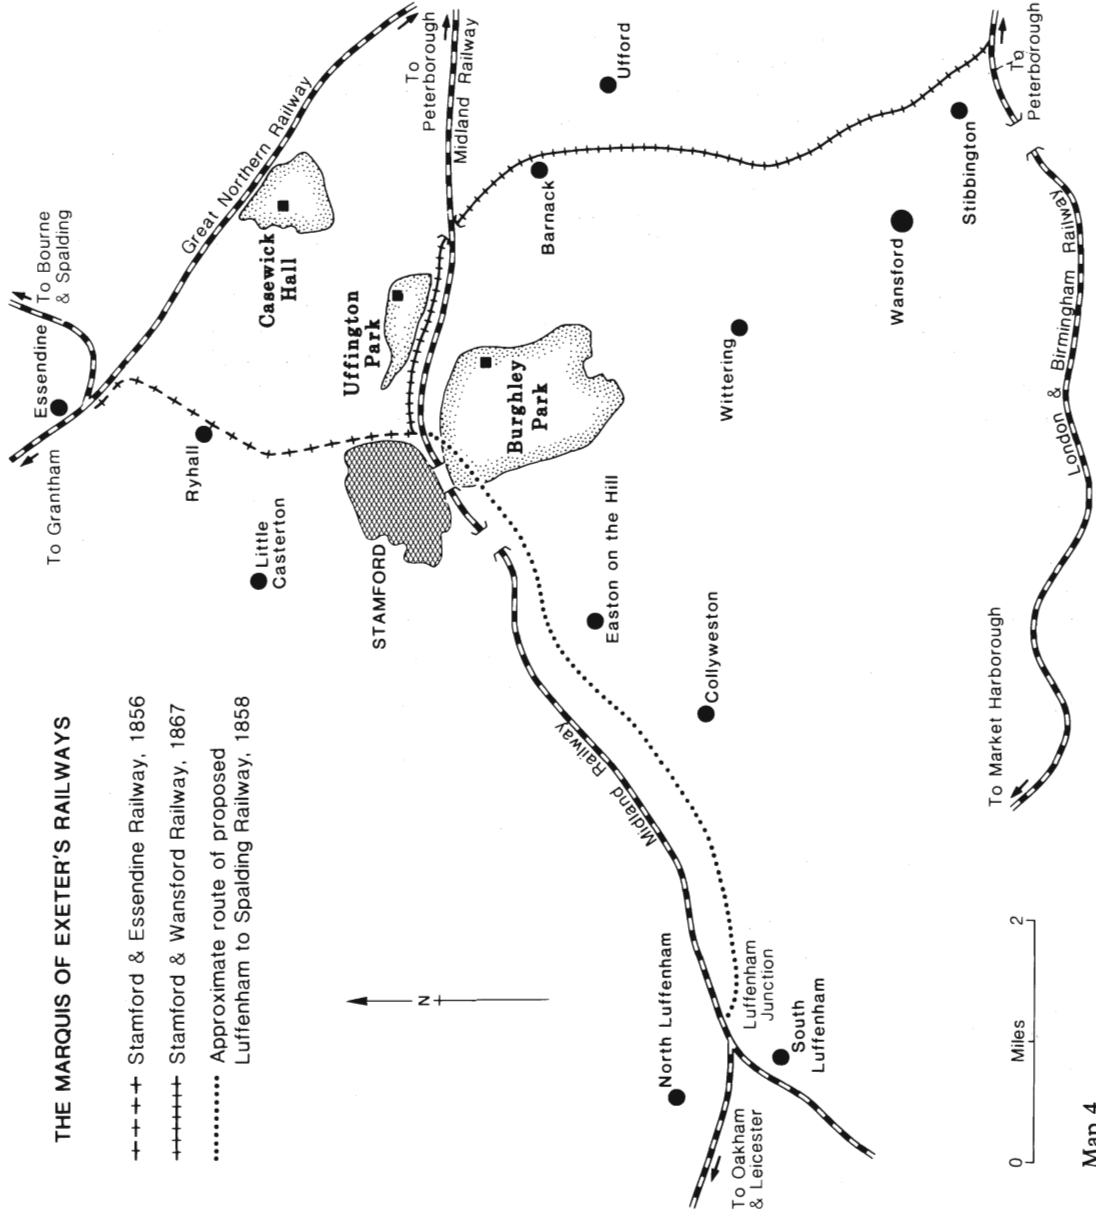 THE MARQUIS OF EXETER'S RAILWAYS
Stamford & Essendine Railway, 1856
Stamford & Wansford Railway, 1867
Approximate route of proposed
Luffenham to Spalding Railway, 1858
To Grantham
Essendine
To Bourne
& Spalding
Ryhall
Little
Casterton
Great Northern Railway
Casewick
Hall
Uffington
Park
To
Peterborough
Midland Railway
STAMFORD
Burghley
Park
Barnack
Ufford
Easton on the Hill
Collyweston
Wittering
Wansford
Stibbington
To
Peterborough
Midland Railway
N
North Luffenham
Luffenham
Junction
South
Luffenham
To Oakham
& Leicester
London & Birmingham Railway
To Market Harborough
0 Miles 2
Map 4